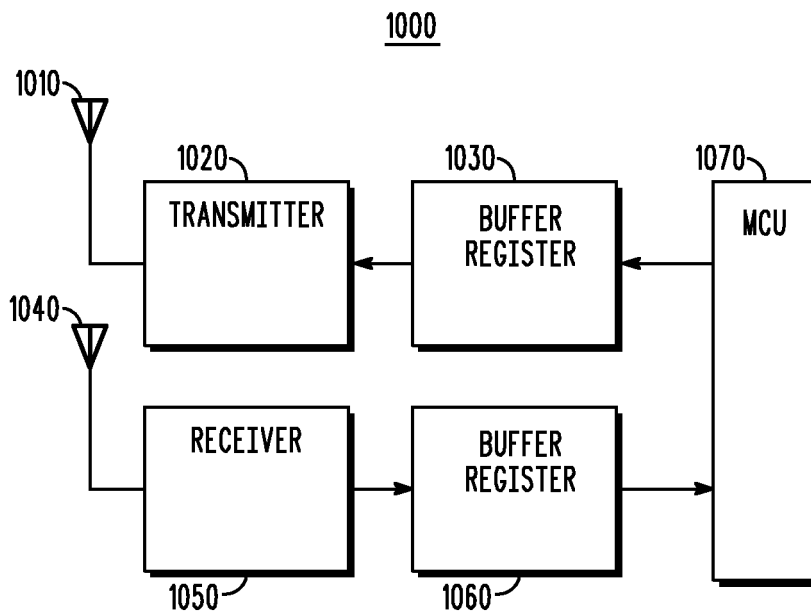 1000
1010
1020
1030
1070
TRANSMITTER
BUFFER
REGISTER
MCU
1040
RECEIVER
BUFFER
REGISTER
1050
1060